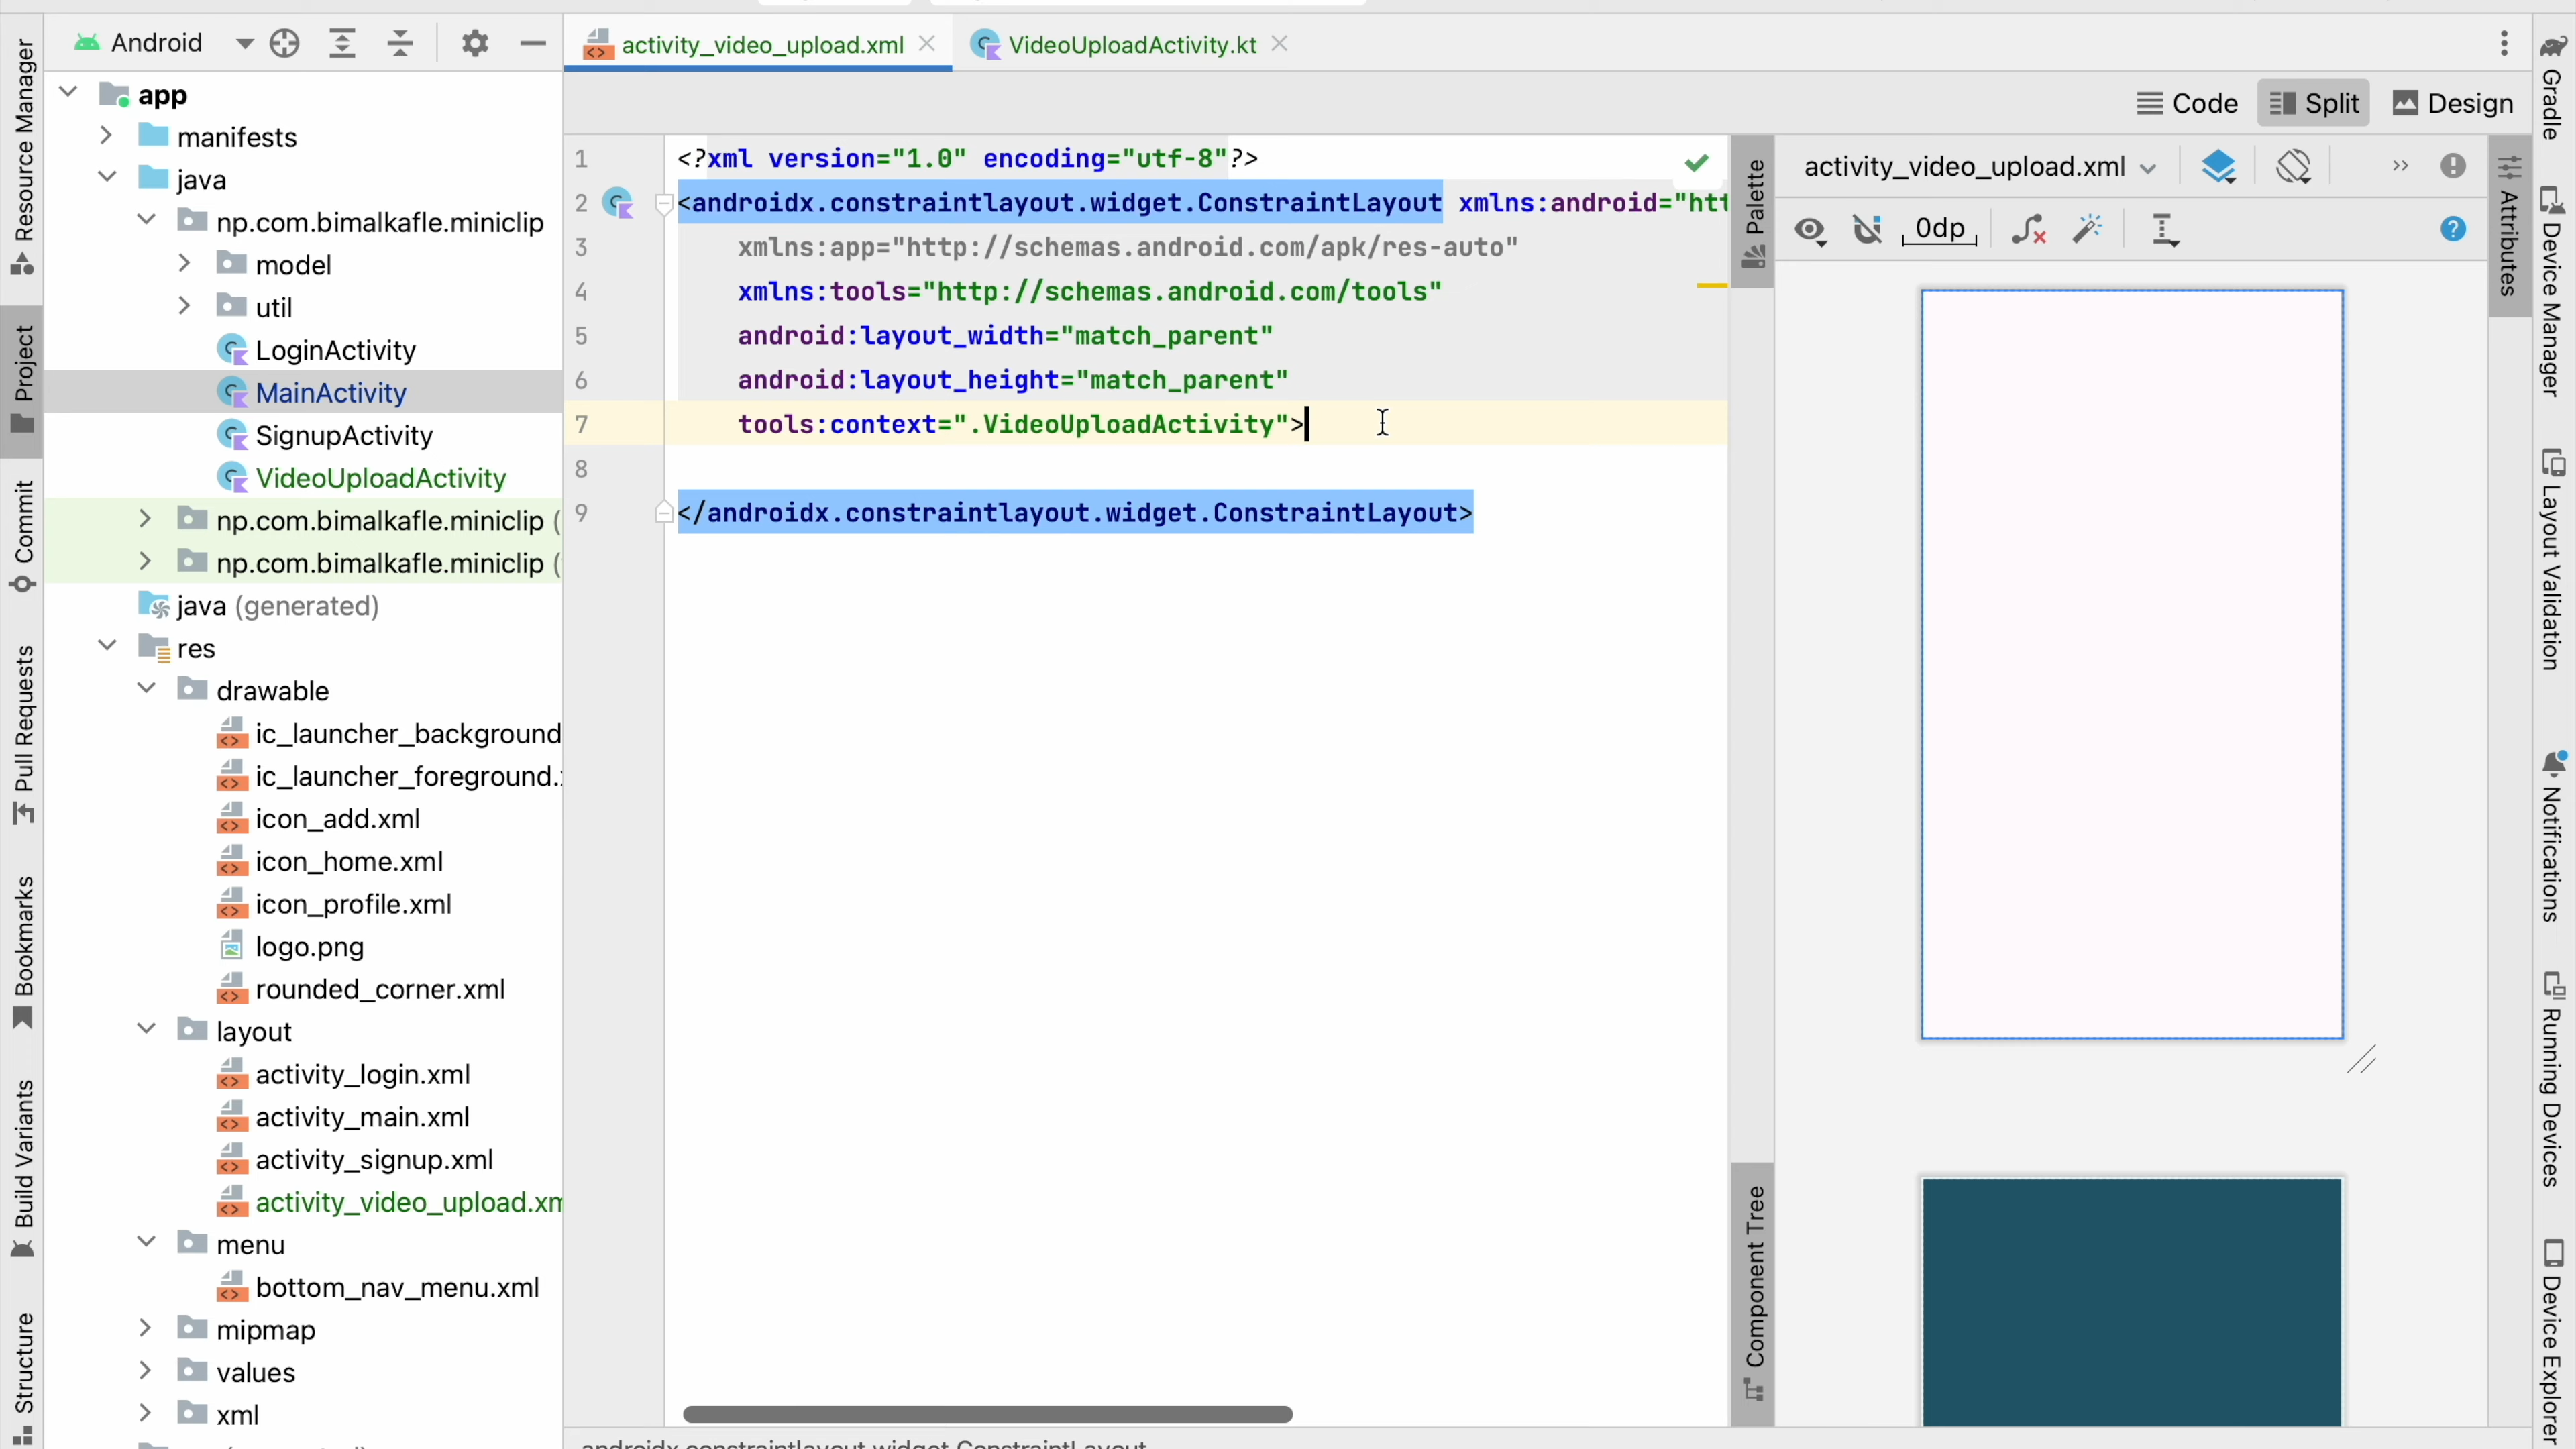 Resource Manager
Project
Commit
Pull Requests
Bookmarks
Build Variants
Structure
Android
app
manifests
java
np.com.bimalkafle.miniclip
model
util
LoginActivity
MainActivity
SignupActivity
VideoUploadActivity
np.com.bimalkafle.miniclip (
np.com.bimalkafle.miniclip (
java (generated)
res
drawable
ic_launcher_background
ic_launcher_foreground.
icon_add.xml
icon_home.xml
icon_profile.xml
logo.png
rounded_corner.xml
layout
activity_login.xml
activity_main.xml
activity_signup.xml
activity_video_upload.xm
menu
bottom_nav_menu.xml
mipmap
values
xml
activity_video_upload.xml
VideoUploadActivity.kt
Code
Split
Design
1 <?xml version="1.0" encoding="utf-8"?>
2 <androidx.constraintlayout.widget.ConstraintLayout xmlns:android="htt
3 xmlns:app="http://schemas.android.com/apk/res-auto"
4 xmlns:tools="http://schemas.android.com/tools"
5 android:layout_width="match_parent"
6 android:layout_height="match_parent"
7 tools:context=".VideoUploadActivity">
8
9 </androidx.constraintlayout.widget.ConstraintLayout>
androidx.constraintlayout.widget.ConstraintLayout
Palette
Component Tree
activity_video_upload.xml
0dp
Attributes
Gradle
Device Manager
Layout Validation
Notifications
Running Devices
Device Explorer